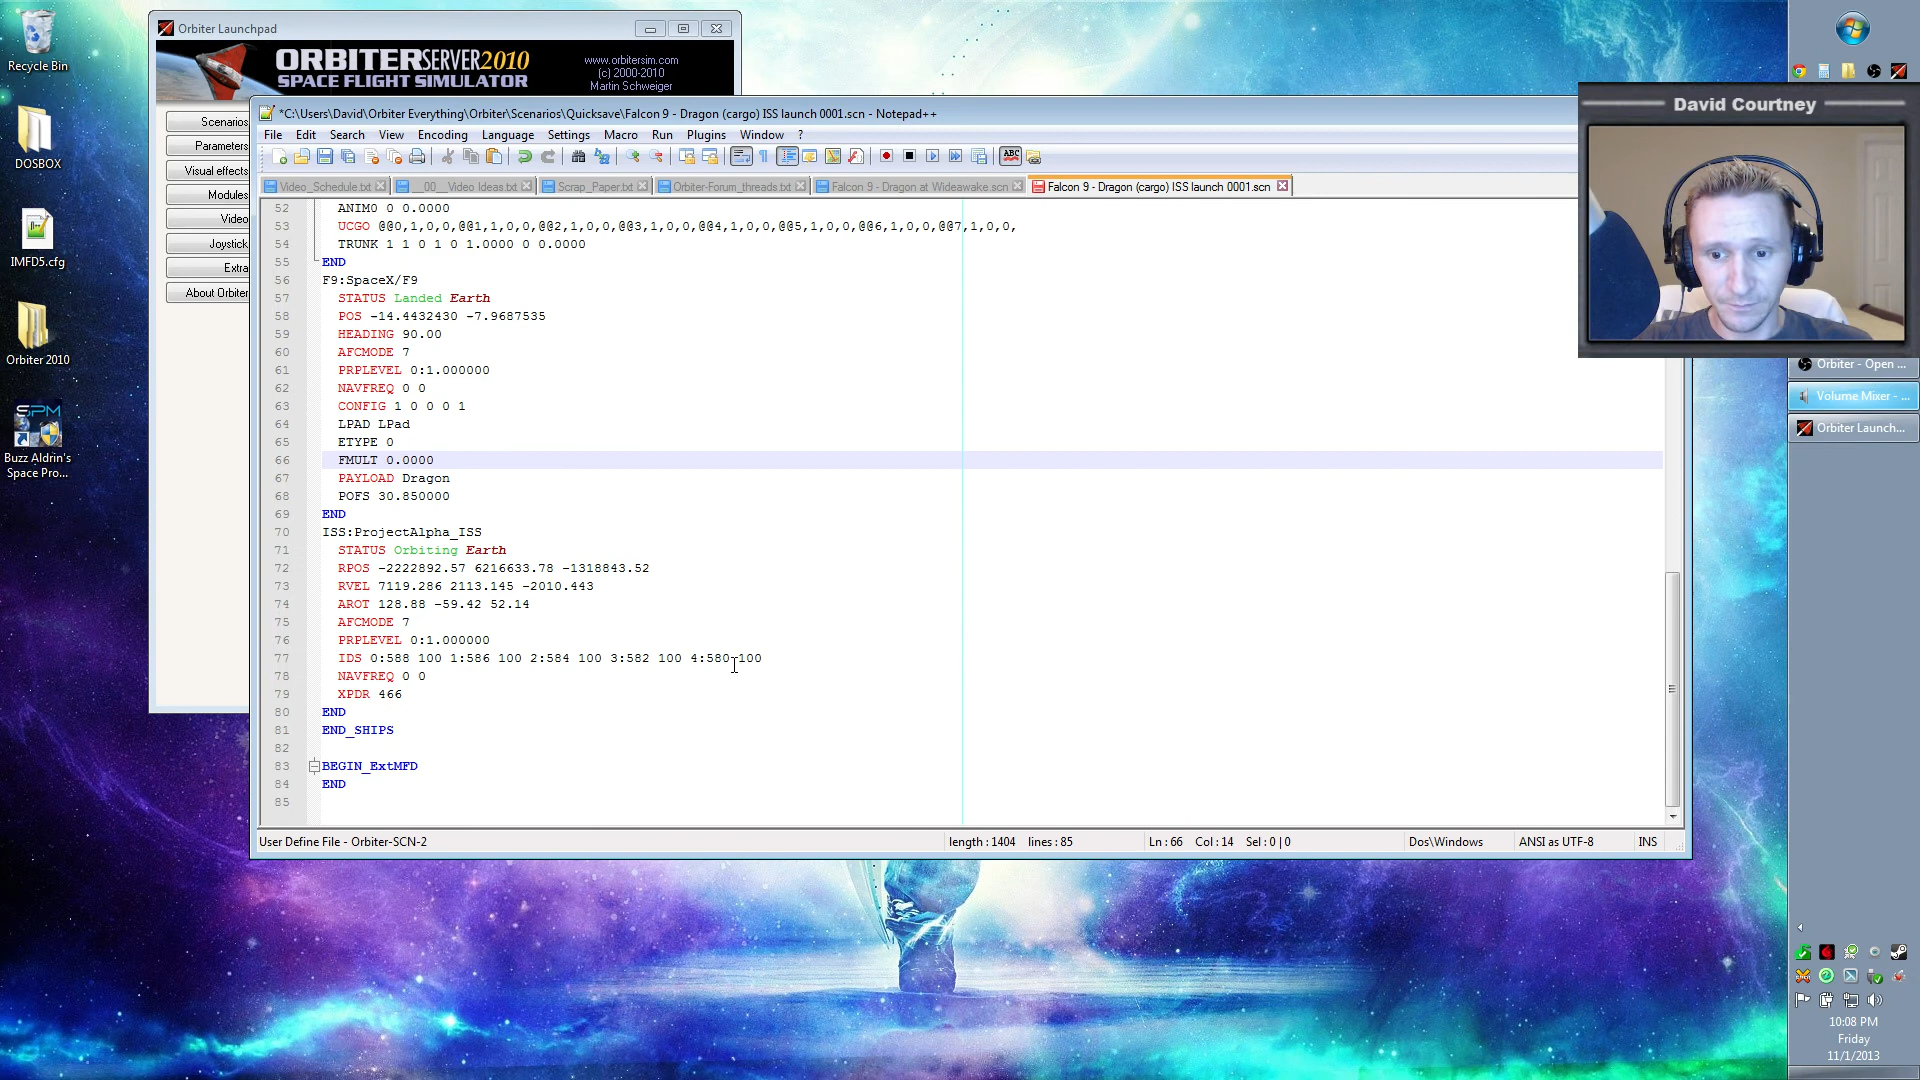 Recycle Bin
DOSBOX
IMFD5.cfg
Orbiter 2010
SPM
Buzz Aldrin's
Space Pro...
Orbiter Launchpad
ORBITERSERVER2010
SPACE FLIGHT SIMULATOR
www.orbitersim.com
(c) 2000-2010
Martin Schweiger
Scenarios
Parameters
Visual effects
Modules
Video
Joystick
Extra
About Orbiter
*C:\Users\David\Orbiter Everything\Orbiter\Scenarios\Quicksave\Falcon 9 - Dragon (cargo) ISS launch 0001.scn - Notepad++
File Edit Search View Encoding Language Settings Macro Run Plugins Window ?
Video_Schedule.txt __00__Video Ideas.txt Scrap_Paper.txt Orbiter-Forum_threads.txt Falcon 9 - Dragon at Wideawake.scn Falcon 9 - Dragon (cargo) ISS launch 0001.scn
52 ANIM0 0 0.0000
53 UCGO @@0,1,0,0,@@1,1,0,0,@@2,1,0,0,@@3,1,0,0,@@4,1,0,0,@@5,1,0,0,@@6,1,0,0,@@7,1,0,0,
54 TRUNK 1 1 0 1 0 1.0000 0 0.0000
55 END
56 F9:SpaceX/F9
57 STATUS Landed Earth
58 POS -14.4432430 -7.9687535
59 HEADING 90.00
60 AFCMODE 7
61 PRPLEVEL 0:1.000000
62 NAVFREQ 0 0
63 CONFIG 1 0 0 0 1
64 LPAD LPad
65 ETYPE 0
66 FMULT 0.0000
67 PAYLOAD Dragon
68 POFS 30.850000
69 END
70 ISS:ProjectAlpha_ISS
71 STATUS Orbiting Earth
72 RPOS -2222892.57 6216633.78 -1318843.52
73 RVEL 7119.286 2113.145 -2010.443
74 AROT 128.88 -59.42 52.14
75 AFCMODE 7
76 PRPLEVEL 0:1.000000
77 IDS 0:588 100 1:586 100 2:584 100 3:582 100 4:580 100
78 NAVFREQ 0 0
79 XPDR 466
80 END
81 END_SHIPS
82
83 BEGIN_ExtMFD
84 END
85
User Define File - Orbiter-SCN-2 length : 1404 lines : 85 Ln : 66 Col : 14 Sel : 0 | 0 Dos\Windows ANSI as UTF-8 INS
David Courtney
Orbiter - Open ...
Volume Mixer - ...
Orbiter Launch...
10:08 PM
Friday
11/1/2013